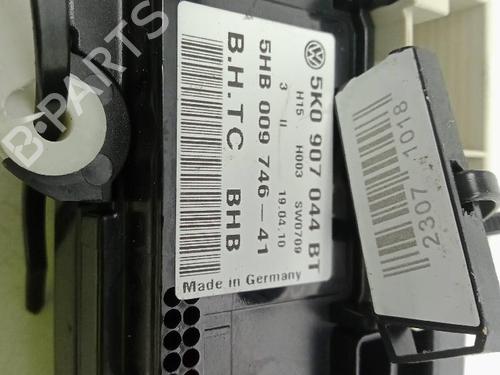 VW
5K0 907 044 BT
H15 H003 SW0709
3 II 19.04.10
5HB 009 746-41
B.H.TC BHB
Made in Germany
2307 1018
B-PARTS